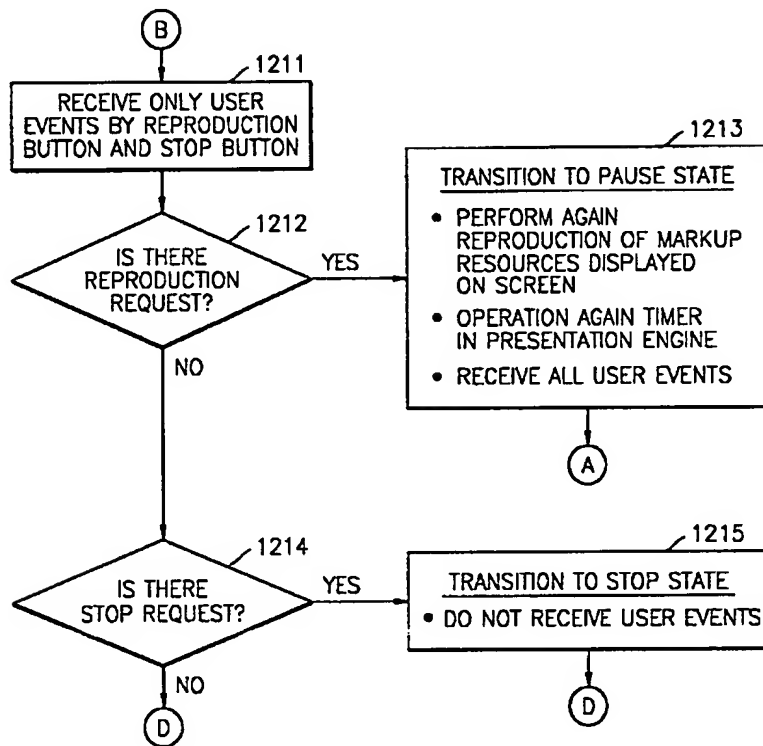 B
1211
RECEIVE ONLY USER
EVENTS BY REPRODUCTION
BUTTON AND STOP BUTTON
1212
IS THERE
REPRODUCTION
REQUEST?
YES
NO
1213
TRANSITION TO PAUSE STATE
• PERFORM AGAIN
REPRODUCTION OF MARKUP
RESOURCES DISPLAYED
ON SCREEN
• OPERATION AGAIN TIMER
IN PRESENTATION ENGINE
• RECEIVE ALL USER EVENTS
A
1214
IS THERE
STOP REQUEST?
YES
NO
D
1215
TRANSITION TO STOP STATE
• DO NOT RECEIVE USER EVENTS
D